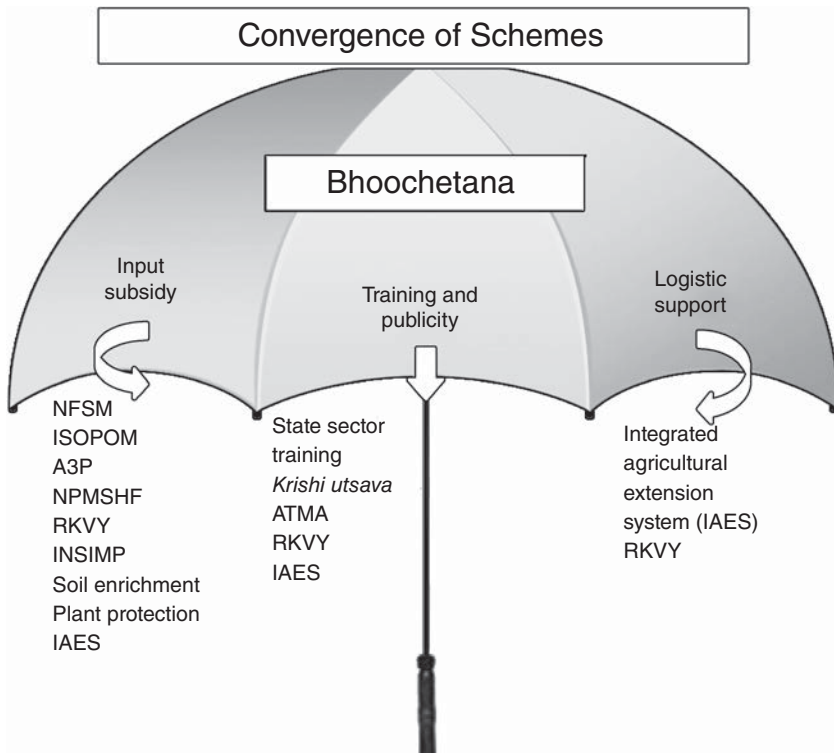 Convergence of Schemes
Bhoochetana
Input
subsidy
Training and
publicity
Logistic
support
NFSM
ISOPOM
A3P
NPMSHF
RKVY
INSIMP
Soil enrichment
Plant protection
IAES
State sector
training
Krishi utsava
ATMA
RKVY
IAES
Integrated
agricultural
extension
system (IAES)
RKVY